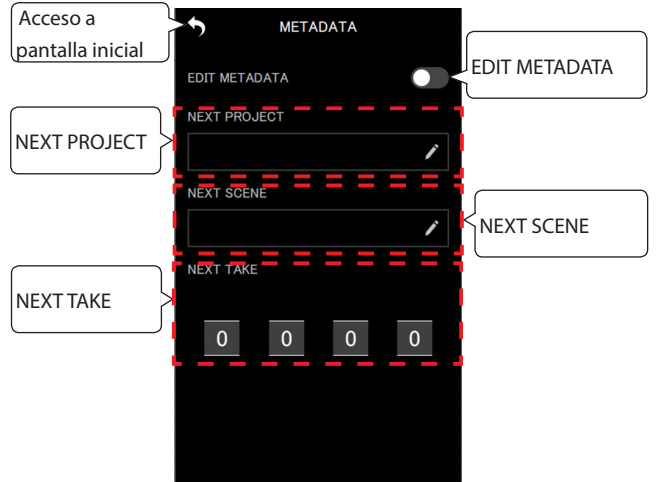 Acceso a
pantalla inicial
METADATA
EDIT METADATA
EDIT METADATA
NEXT PROJECT
NEXT PROJECT
NEXT SCENE
NEXT SCENE
NEXT TAKE
NEXT TAKE
0 0 0 0